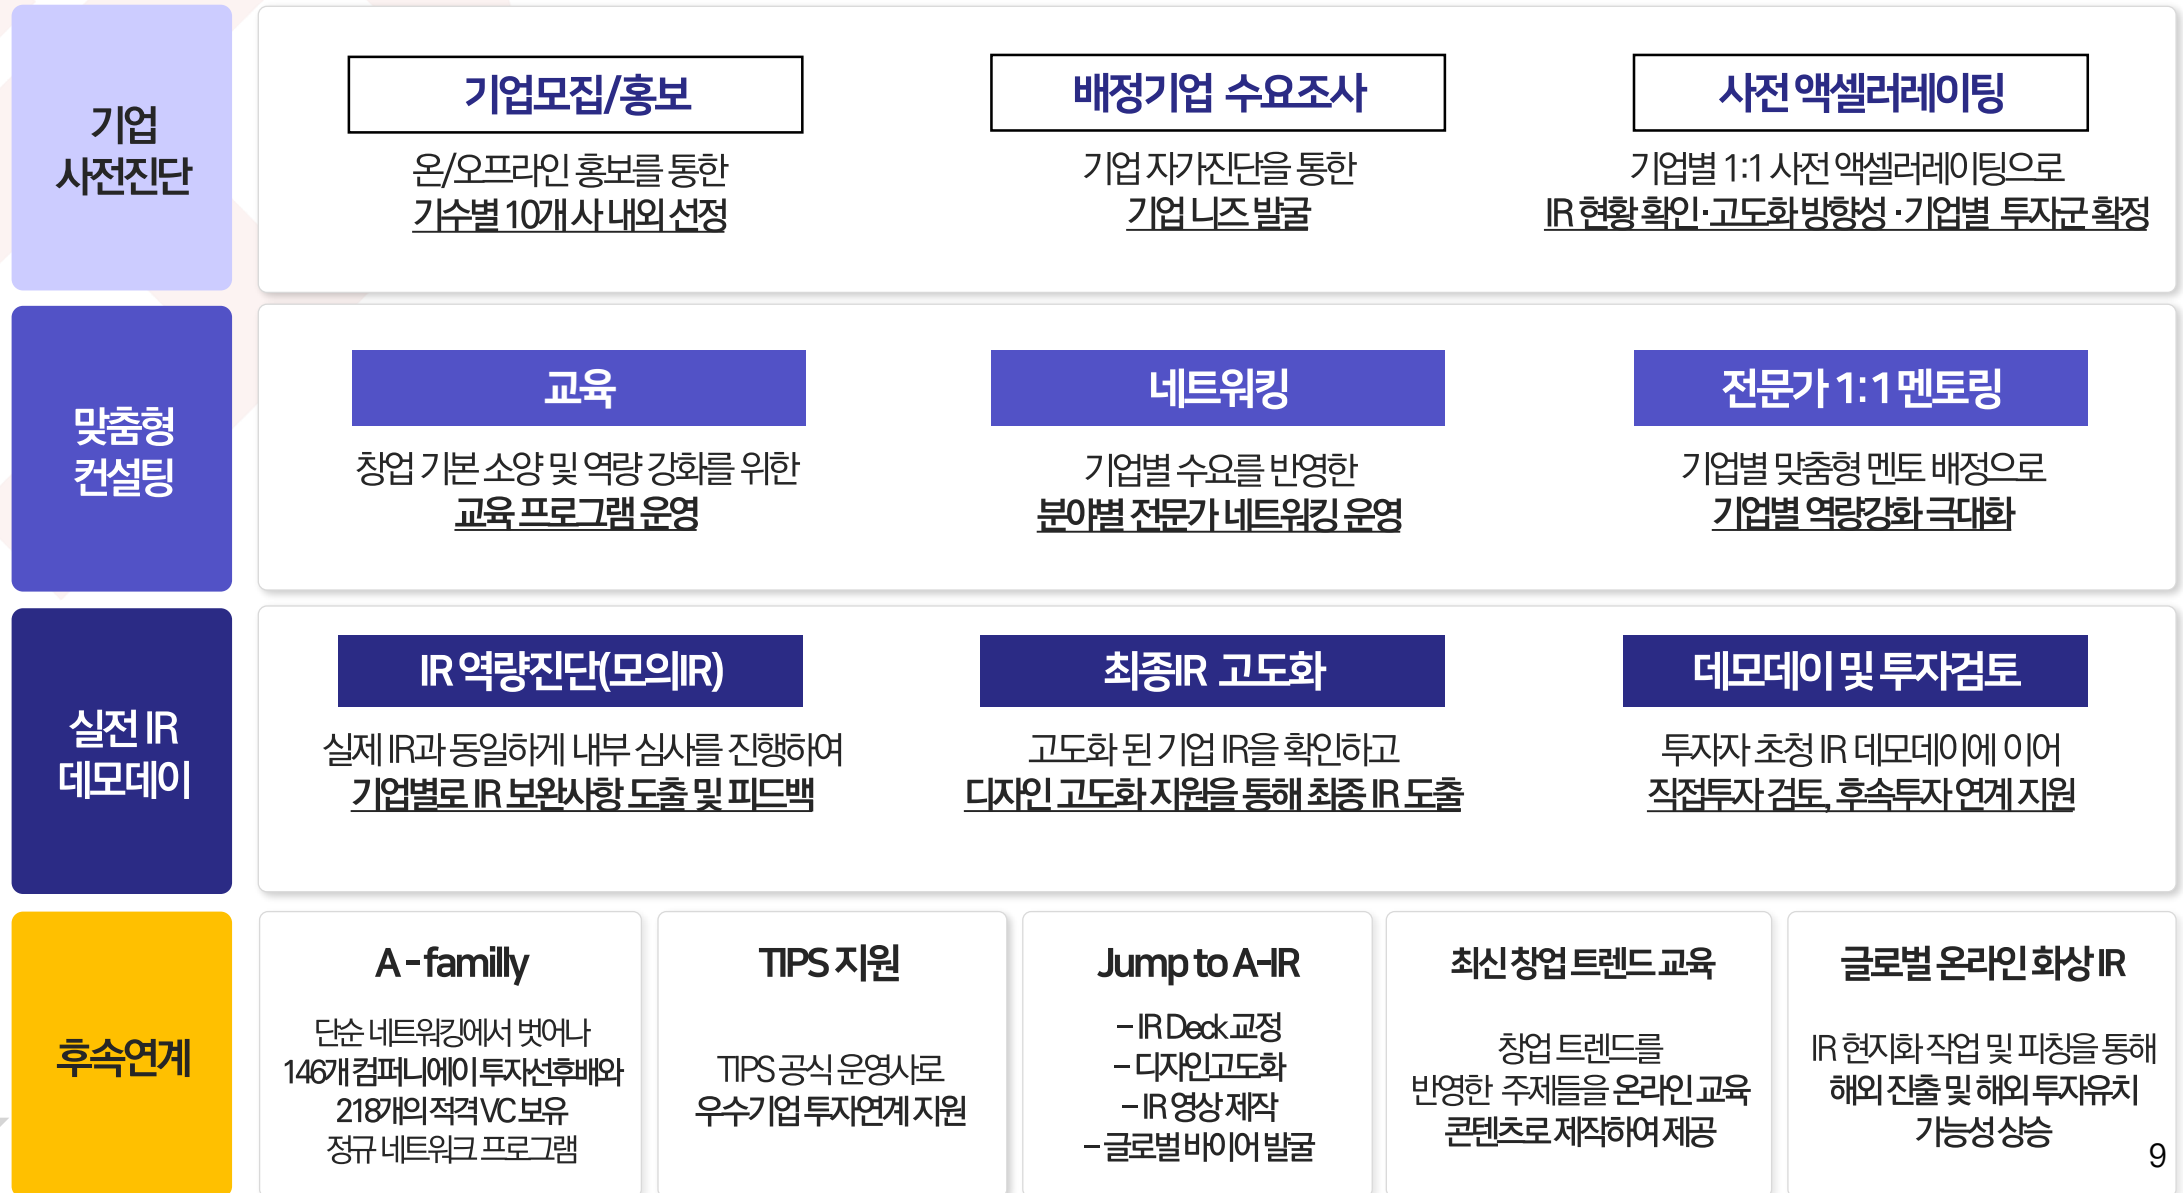 기업
사전진단
기업모집/홍보
온/오프라인 홍보를 통한
기수별 10개 사 내외 선정
배정기업 수요조사
기업 자가진단을 통한
기업 니즈 발굴
사전 액셀러레이팅
기업별 1:1 사전 액셀러레이팅으로
IR 현황 확인·고도화 방향성 ·기업별 투자군 확정
맞춤형
컨설팅
교육
창업 기본 소양 및 역량 강화를 위한
교육 프로그램 운영
네트워킹
기업별 수요를 반영한
분야별 전문가 네트워킹 운영
전문가 1:1 멘토링
기업별 맞춤형 멘토 배정으로
기업별 역량강화 극대화
실전 IR
데모데이
IR 역량진단(모의IR)
실제 IR과 동일하게 내부 심사를 진행하여
기업별로 IR 보완사항 도출 및 피드백
최종IR 고도화
고도화 된 기업 IR을 확인하고
디자인 고도화 지원을 통해 최종 IR 도출
데모데이 및 투자검토
투자자 초청 IR 데모데이에 이어
직접투자 검토, 후속투자 연계 지원
후속연계
A - familly
단순 네트워킹에서 벗어나
146개 컴퍼니에이 투자선후배와
218개의 적격 VC 보유
정규 네트워크 프로그램
TIPS 지원
TIPS 공식 운영사로
우수기업 투자연계 지원
Jump to A-IR
– IR Deck 교정
– 디자인고도화
– IR 영상 제작
– 글로벌 바이어 발굴
최신 창업 트렌드 교육
창업 트렌드를
반영한 주제들을 온라인 교육
콘텐츠로 제작하여 제공
글로벌 온라인 화상 IR
IR 현지화 작업 및 피칭을 통해
해외 진출 및 해외 투자유치
가능성 상승
9